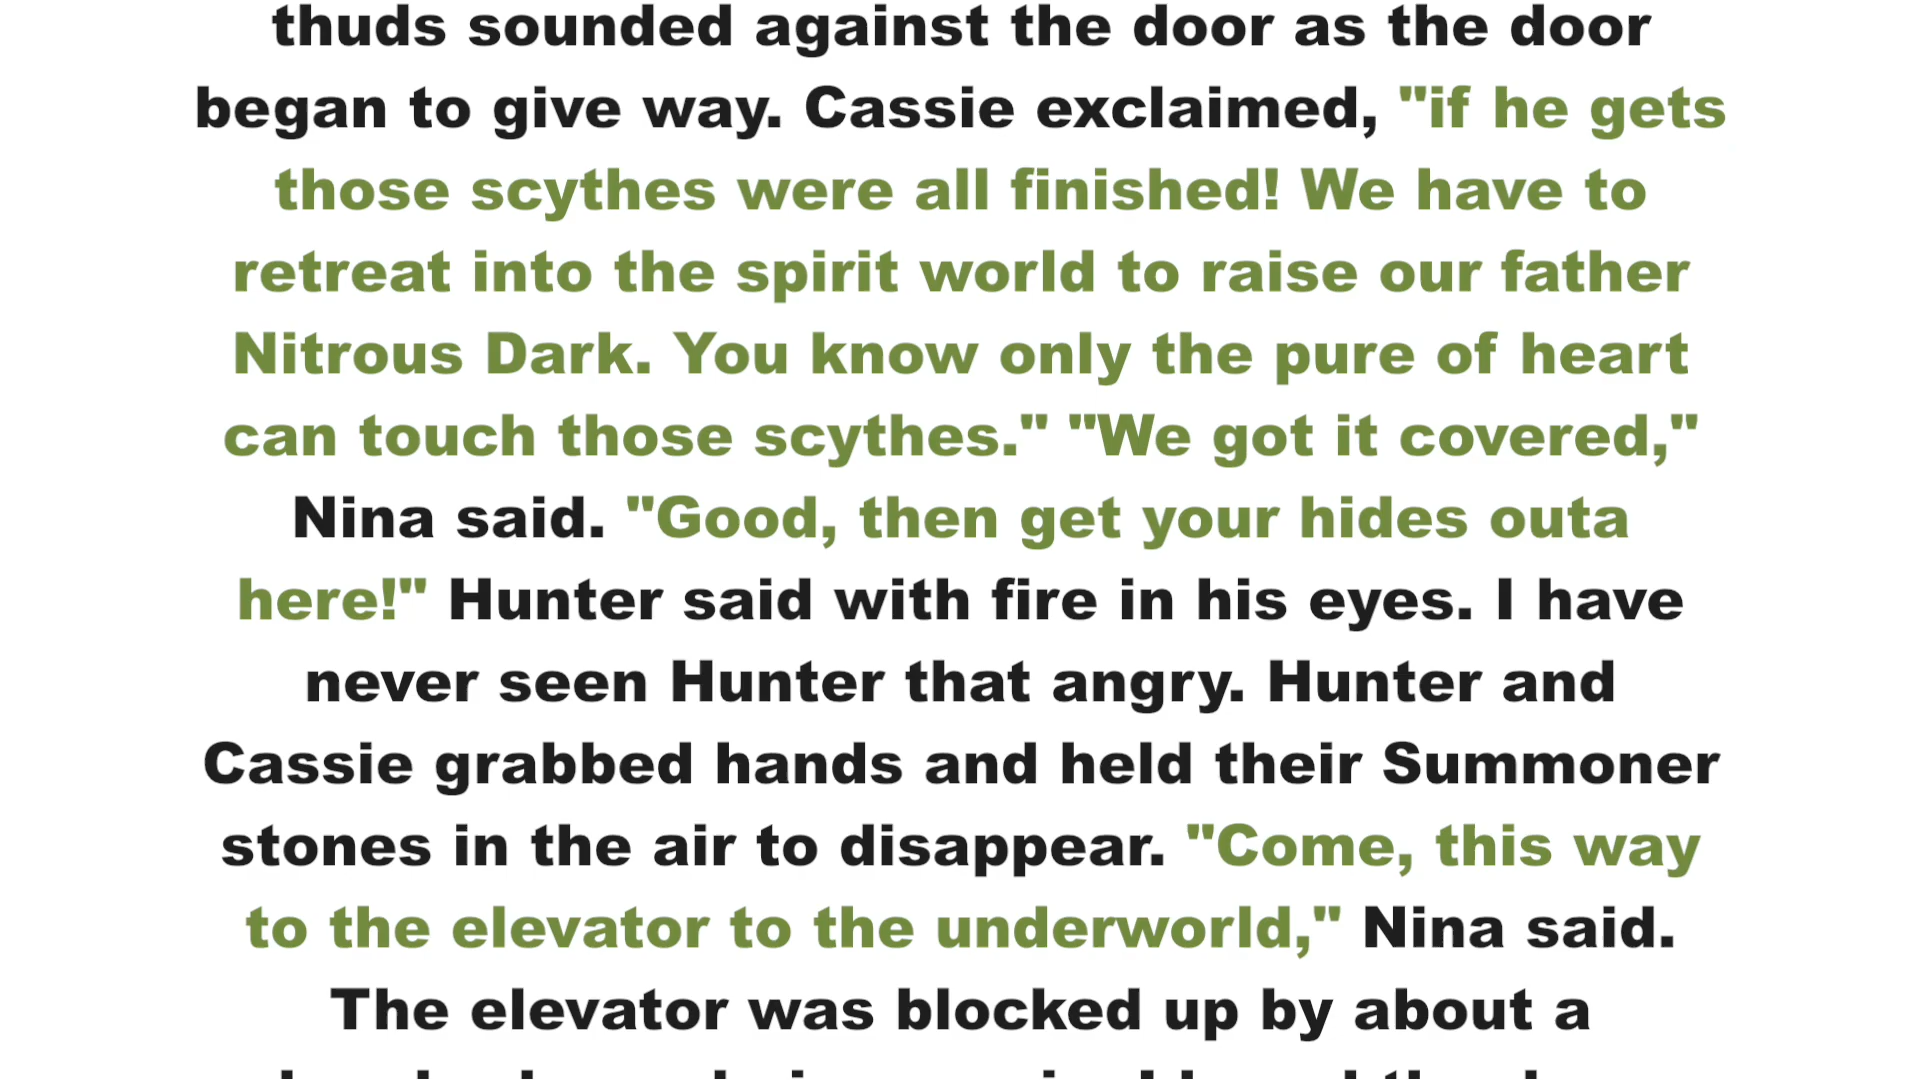 thuds sounded against the door as the door
began to give way. Cassie exclaimed, "if he gets
those scythes were all finished! We have to
retreat into the spirit world to raise our father
Nitrous Dark. You know only the pure of heart
can touch those scythes." "We got it covered,"
Nina said. "Good, then get your hides outa
here!" Hunter said with fire in his eyes. I have
never seen Hunter that angry. Hunter and
Cassie grabbed hands and held their Summoner
stones in the air to disappear. "Come, this way
to the elevator to the underworld," Nina said.
The elevator was blocked up by about a